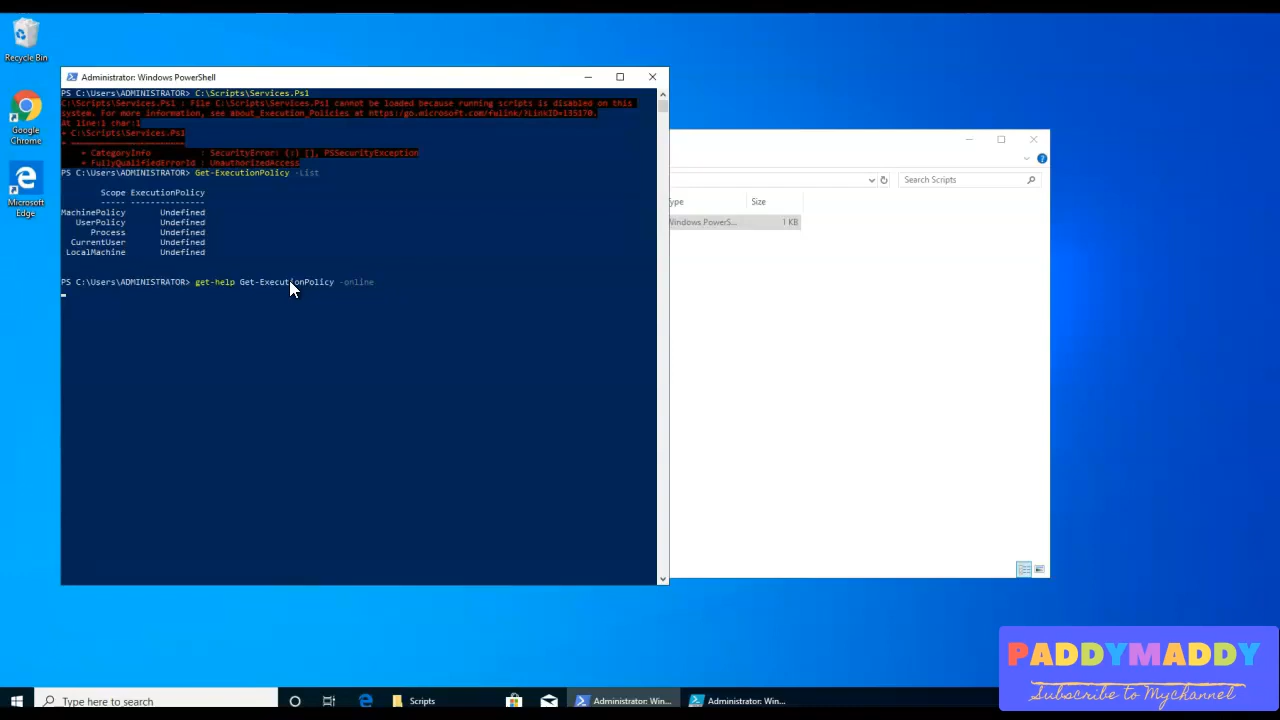 Recycle Bin
Google
Chrome
Microsoft
Edge
Administrator: Windows PowerShell
PS C:\Users\ADMINISTRATOR> C:\Scripts\Services.Ps1
C:\Scripts\Services.Ps1 : File C:\Scripts\Services.Ps1 cannot be loaded because running scripts is disabled on this
system. For more information, see about_Execution_Policies at https:/go.microsoft.com/fwlink/?LinkID=135170.
At line:1 char:1
+ C:\Scripts\Services.Ps1
+ ~~~~~~~~~~~~~~~~~~~~~~~
+ CategoryInfo : SecurityError: (:) [], PSSecurityException
+ FullyQualifiedErrorId : UnauthorizedAccess
PS C:\Users\ADMINISTRATOR> Get-ExecutionPolicy -List
Scope ExecutionPolicy
----- ---------------
MachinePolicy Undefined
UserPolicy Undefined
Process Undefined
CurrentUser Undefined
LocalMachine Undefined
PS C:\Users\ADMINISTRATOR> get-help Get-ExecutionPolicy -online
Search Scripts
ype Size
Windows PowerS... 1 KB
PADDYMADDY
Subscribe to Mychannel
Type here to search
Scripts
Administrator: Win...
Administrator: Win...